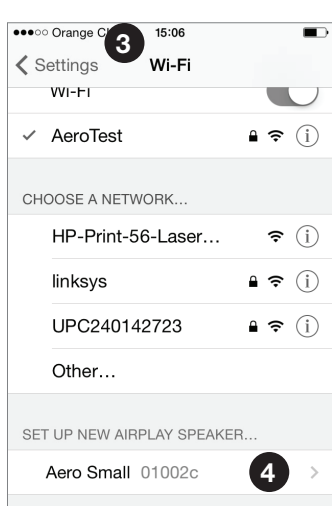 Orange C 3 15:06
Settings Wi-Fi
Wi-Fi
AeroTest
CHOOSE A NETWORK...
HP-Print-56-Laser...
linksys
UPC240142723
Other...
SET UP NEW AIRPLAY SPEAKER...
Aero Small 01002c 4